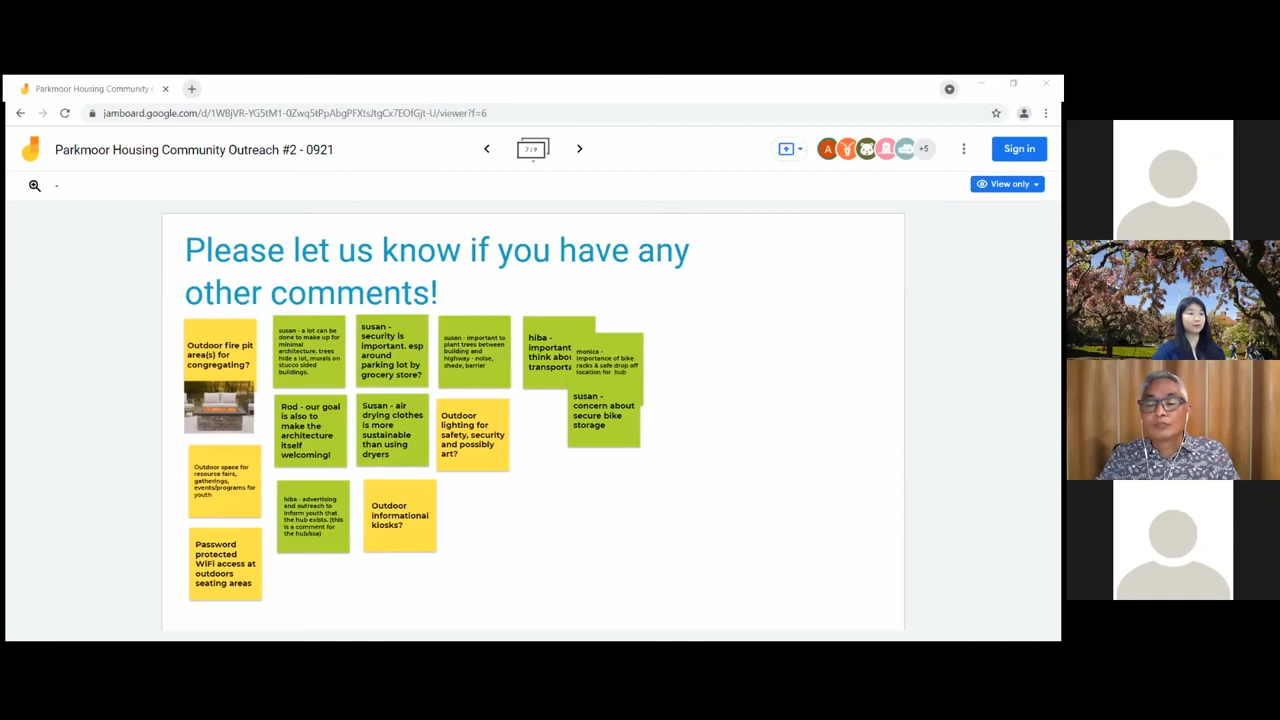 Parkmoor Housing Community
jamboard.google.com/d/1WBjVR-YG5tM1-0Zwq5tPpAbgPFXtsJtgCx7EOfGjt-U/viewer?f=6
Parkmoor Housing Community Outreach #2 - 0921
7/9
A
+5
Sign in
View only
Please let us know if you have any
other comments!
Outdoor fire pit
area(s) for
congregating?
susan - a lot can be
done to make up for
minimal
architecture. trees
hide a lot, murals on
stucco sided
buildings.
susan -
security is
important. esp
around
parking lot by
grocery store?
susan - important to
plant trees between
building and
highway - noise,
shade, barrier
hiba -
important
think
monica -
importance of bike
racks & safe drop off
location for hub
Rod - our goal
is also to
make the
architecture
itself
welcoming!
Susan - air
drying clothes
is more
sustainable
than using
dryers
Outdoor
lighting for
safety, security
and possibly
art?
susan -
concern about
secure bike
storage
Outdoor space for
resource fairs,
gatherings,
events/programs for
youth
hiba - advertising
and outreach to
inform youth that
the hub exists. (this
is a comment for
the hub/ssa)
Outdoor
informational
kiosks?
Password
protected
WiFi access at
outdoors
seating areas